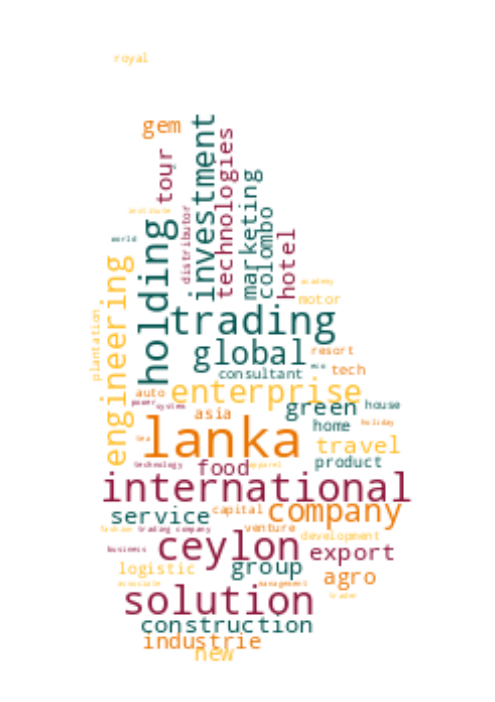 royal
gem
tour
investment
technologies
marketing
colombo
distributor
institute
world
holding
hotel
engineering
plantation
academy
motor
trading
global
resort
consultant
eco
tech
auto
enterprise
power
system
asia
green
house
home
holiday
lanka
tea
travel
technology
food
apparel
product
international
service
capital
company
fashion
trading company
venture
development
business
ceylon
export
logistic
group
agro
associate
management
trader
solution
construction
industrie
new